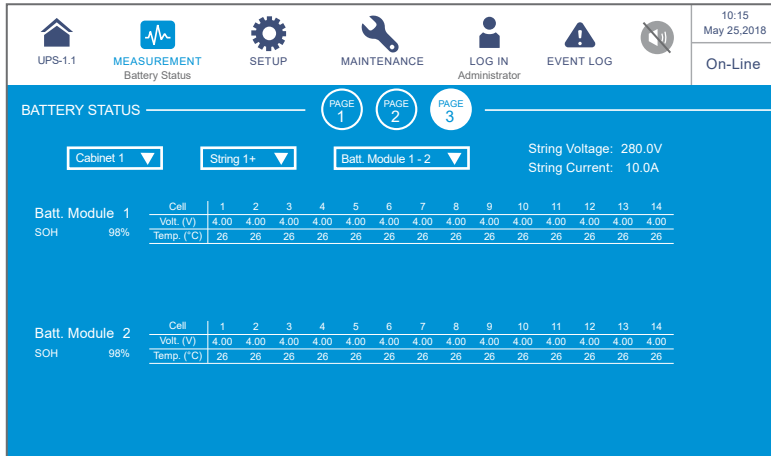 10:15
May 25,2018
UPS-1.1 MEASUREMENT SETUP MAINTENANCE LOG IN EVENT LOG
Battery Status Administrator
On-Line
BATTERY STATUS PAGE 1 PAGE 2 PAGE 3
Cabinet 1 String 1+ Batt. Module 1 - 2
String Voltage: 280.0V
String Current: 10.0A
Batt. Module 1
SOH 98%
Cell 1 2 3 4 5 6 7 8 9 10 11 12 13 14
Volt. (V) 4.00 4.00 4.00 4.00 4.00 4.00 4.00 4.00 4.00 4.00 4.00 4.00 4.00 4.00
Temp. (°C) 26 26 26 26 26 26 26 26 26 26 26 26 26 26
Batt. Module 2
SOH 98%
Cell 1 2 3 4 5 6 7 8 9 10 11 12 13 14
Volt. (V) 4.00 4.00 4.00 4.00 4.00 4.00 4.00 4.00 4.00 4.00 4.00 4.00 4.00 4.00
Temp. (°C) 26 26 26 26 26 26 26 26 26 26 26 26 26 26